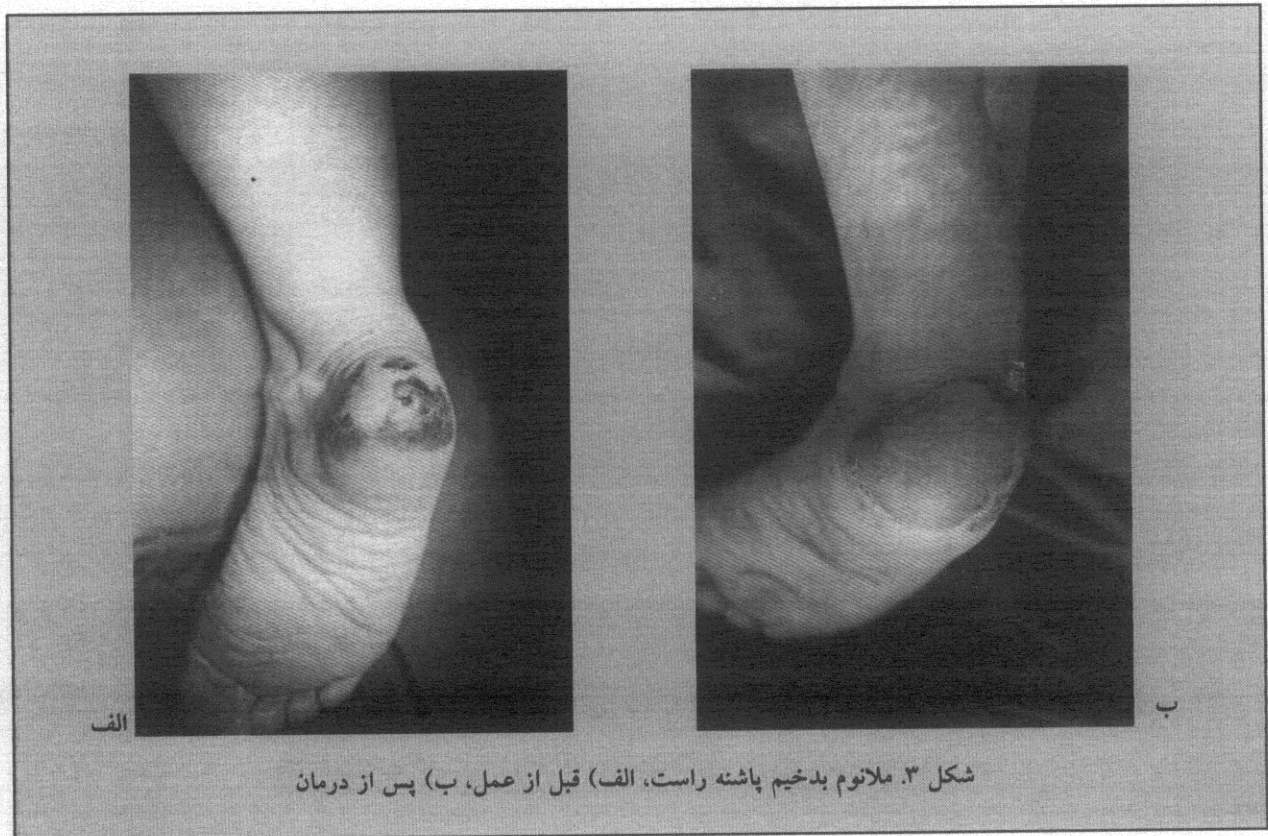 الف
ب
شکل ۳. ملانوم بدخیم پاشنه راست، الف) قبل از عمل، ب) پس از درمان